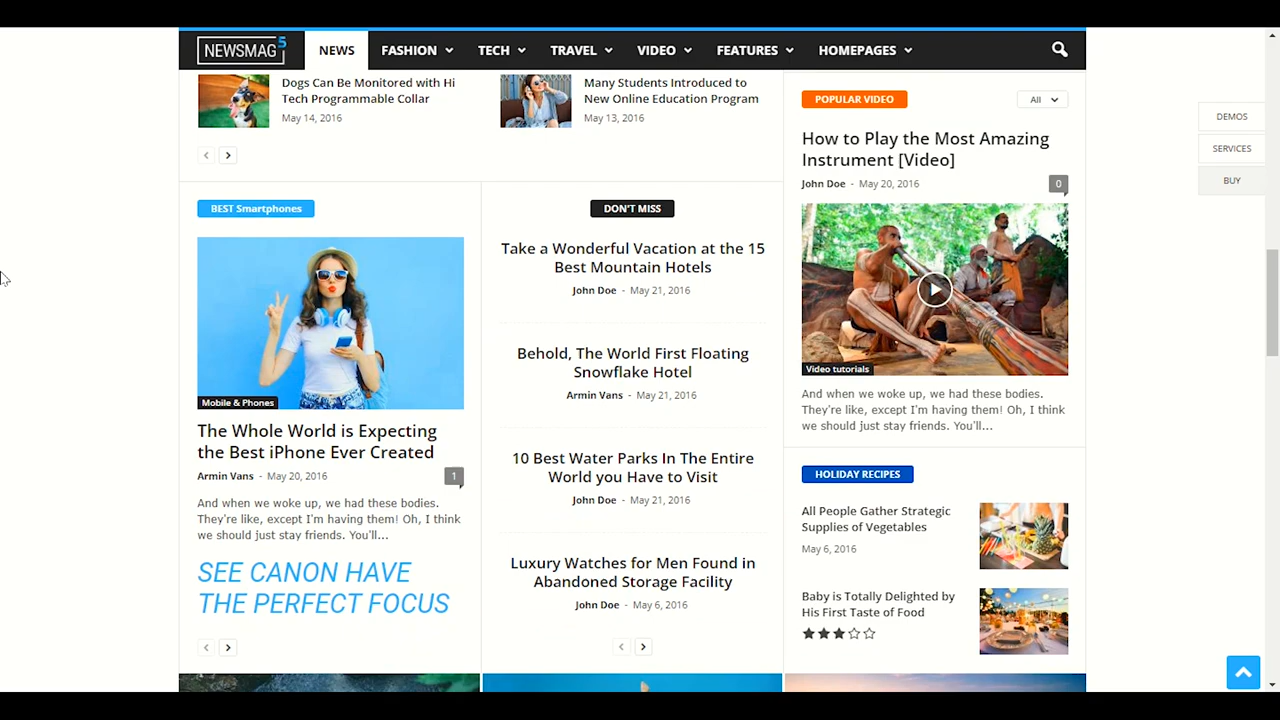 NEWSMAG 5
NEWS
FASHION
TECH
TRAVEL
VIDEO
FEATURES
HOMEPAGES
Dogs Can Be Monitored with Hi
Tech Programmable Collar
May 14, 2016
Many Students Introduced to
New Online Education Program
May 13, 2016
BEST Smartphones
Mobile & Phones
The Whole World is Expecting
the Best iPhone Ever Created
Armin Vans - May 20, 2016
1
And when we woke up, we had these bodies.
They're like, except I'm having them! Oh, I think
we should just stay friends. You'll...
SEE CANON HAVE
THE PERFECT FOCUS
DON'T MISS
Take a Wonderful Vacation at the 15
Best Mountain Hotels
John Doe - May 21, 2016
Behold, The World First Floating
Snowflake Hotel
Armin Vans - May 21, 2016
10 Best Water Parks In The Entire
World you Have to Visit
John Doe - May 21, 2016
Luxury Watches for Men Found in
Abandoned Storage Facility
John Doe - May 6, 2016
POPULAR VIDEO
All
How to Play the Most Amazing
Instrument [Video]
John Doe - May 20, 2016
0
Video tutorials
And when we woke up, we had these bodies.
They're like, except I'm having them! Oh, I think
we should just stay friends. You'll...
HOLIDAY RECIPES
All People Gather Strategic
Supplies of Vegetables
May 6, 2016
Baby is Totally Delighted by
His First Taste of Food
DEMOS
SERVICES
BUY